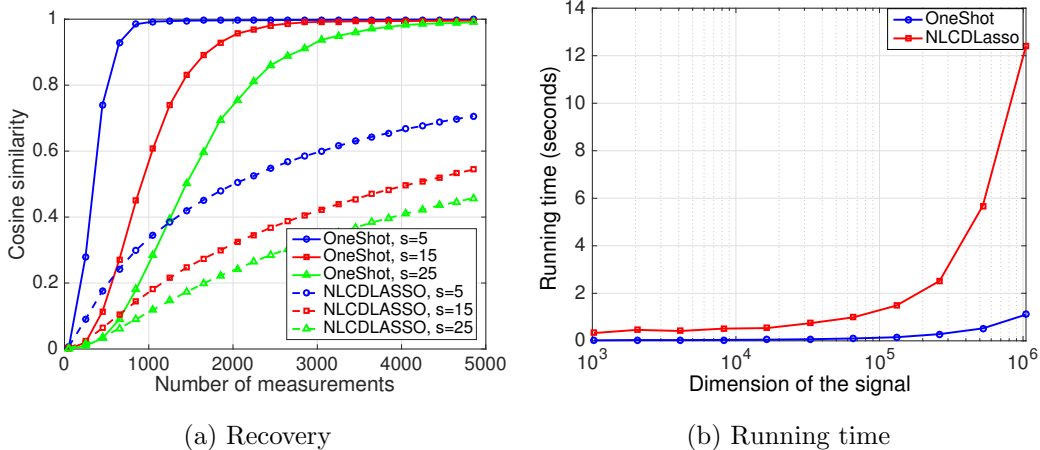 1
0.8
0.6
0.4
0.2
0
Cosine similarity
0 1000 2000 3000 4000 5000
Number of measurements
OneShot, s=5
OneShot, s=15
OneShot, s=25
NLCDLASSO, s=5
NLCDLASSO, s=15
NLCDLASSO, s=25
(a) Recovery
14
12
10
8
6
4
2
0
Running time (seconds)
10^3 10^4 10^5 10^6
Dimension of the signal
OneShot
NLCDLasso
(b) Running time